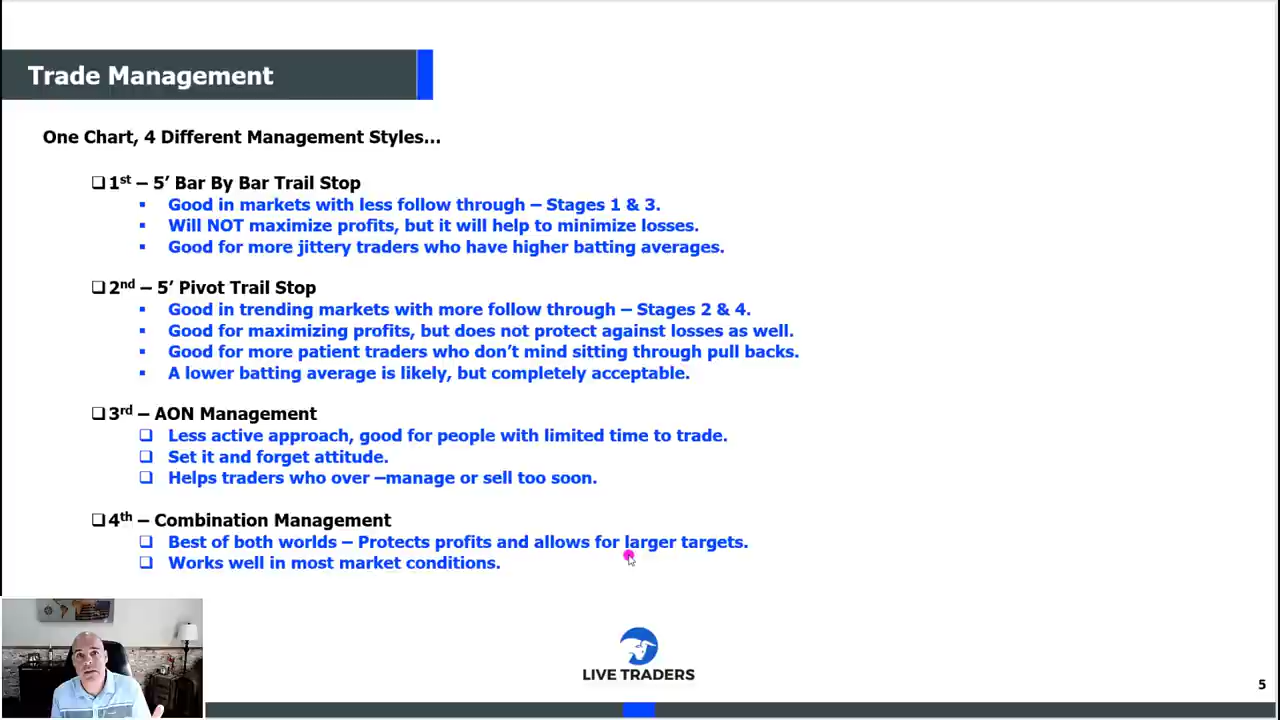 Trade Management
One Chart, 4 Different Management Styles...
❑ 1st – 5’ Bar By Bar Trail Stop
▪ Good in markets with less follow through – Stages 1 & 3.
▪ Will NOT maximize profits, but it will help to minimize losses.
▪ Good for more jittery traders who have higher batting averages.
❑ 2nd – 5’ Pivot Trail Stop
▪ Good in trending markets with more follow through – Stages 2 & 4.
▪ Good for maximizing profits, but does not protect against losses as well.
▪ Good for more patient traders who don’t mind sitting through pull backs.
▪ A lower batting average is likely, but completely acceptable.
❑ 3rd – AON Management
❑ Less active approach, good for people with limited time to trade.
❑ Set it and forget attitude.
❑ Helps traders who over –manage or sell too soon.
❑ 4th – Combination Management
❑ Best of both worlds – Protects profits and allows for larger targets.
❑ Works well in most market conditions.
LIVE TRADERS
5